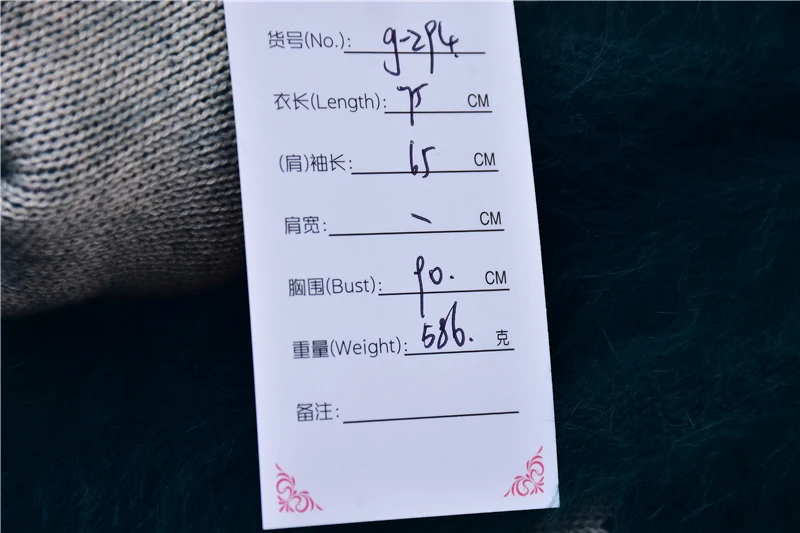 货号(No.): g-294
衣长(Length): 75 CM
(肩)袖长: 65 CM
肩宽: \ CM
胸围(Bust): 90. CM
重量(Weight): 586. 克
备注: